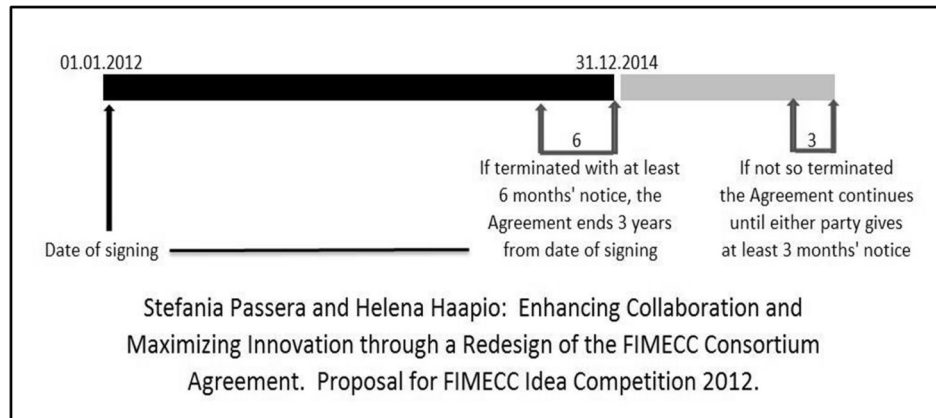 01.01.2012
31.12.2014
6
3
If terminated with at least
6 months' notice, the
Agreement ends 3 years
from date of signing
If not so terminated
the Agreement continues
until either party gives
at least 3 months' notice
Date of signing
Stefania Passera and Helena Haapio: Enhancing Collaboration and
Maximizing Innovation through a Redesign of the FIMECC Consortium
Agreement. Proposal for FIMECC Idea Competition 2012.